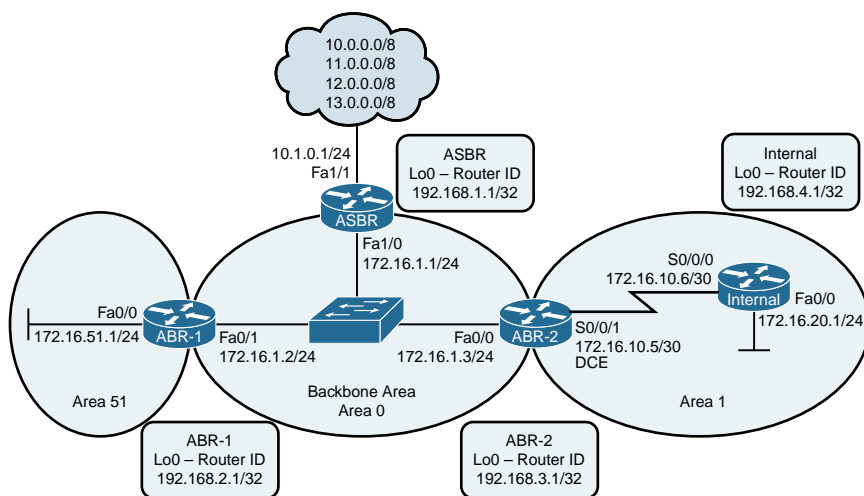 10.0.0.0/8
11.0.0.0/8
12.0.0.0/8
13.0.0.0/8
10.1.0.1/24
Fa1/1
ASBR
Lo0 – Router ID
192.168.1.1/32
Internal
Lo0 – Router ID
192.168.4.1/32
ASBR
Fa1/0
172.16.1.1/24
S0/0/0
172.16.10.6/30
Internal
Fa0/0
172.16.20.1/24
Fa0/0
172.16.51.1/24
ABR-1
Fa0/1
172.16.1.2/24
Fa0/0
172.16.1.3/24
ABR-2
S0/0/1
172.16.10.5/30
DCE
Area 51
Backbone Area
Area 0
Area 1
ABR-1
Lo0 – Router ID
192.168.2.1/32
ABR-2
Lo0 – Router ID
192.168.3.1/32